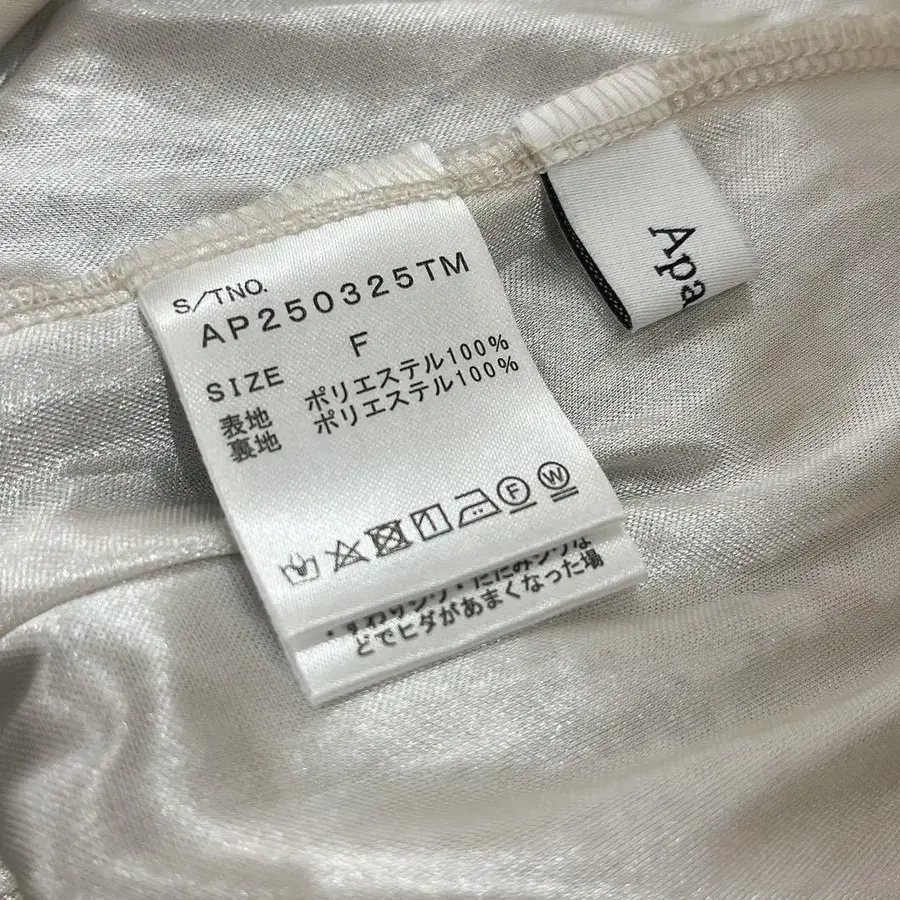 S/TNO.
AP250325TM
SIZE F
表地 ポリエステル100%
裏地 ポリエステル100%
F W
どでヒダがあまくなった場
Apa